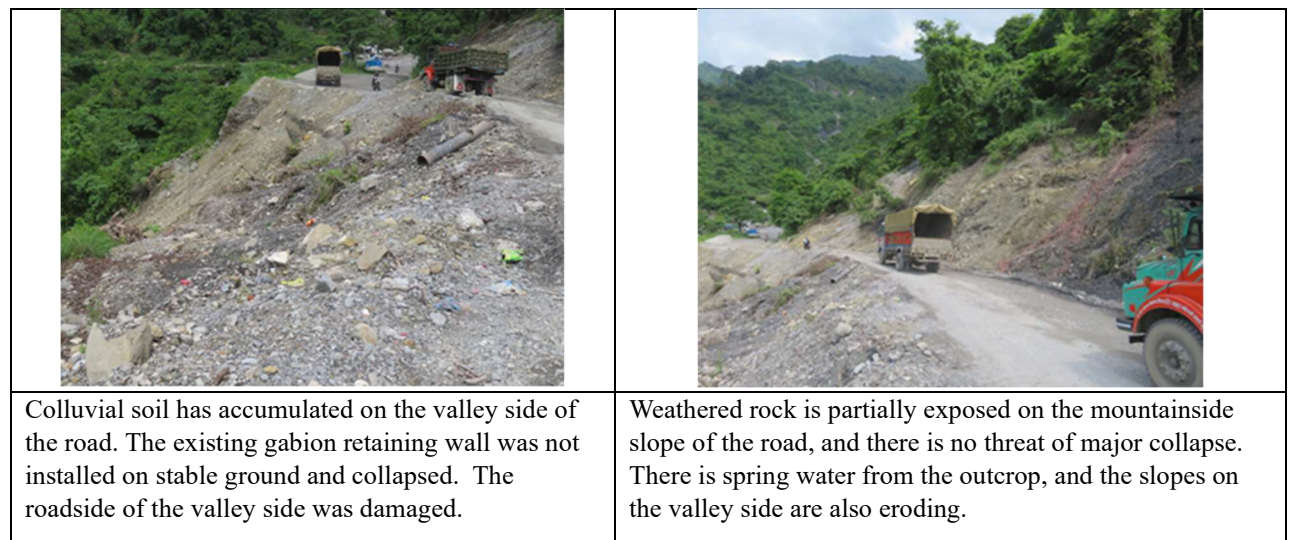 Colluvial soil has accumulated on the valley side of
the road. The existing gabion retaining wall was not
installed on stable ground and collapsed.  The
roadside of the valley side was damaged.
Weathered rock is partially exposed on the mountainside
slope of the road, and there is no threat of major collapse.
There is spring water from the outcrop, and the slopes on
the valley side are also eroding.